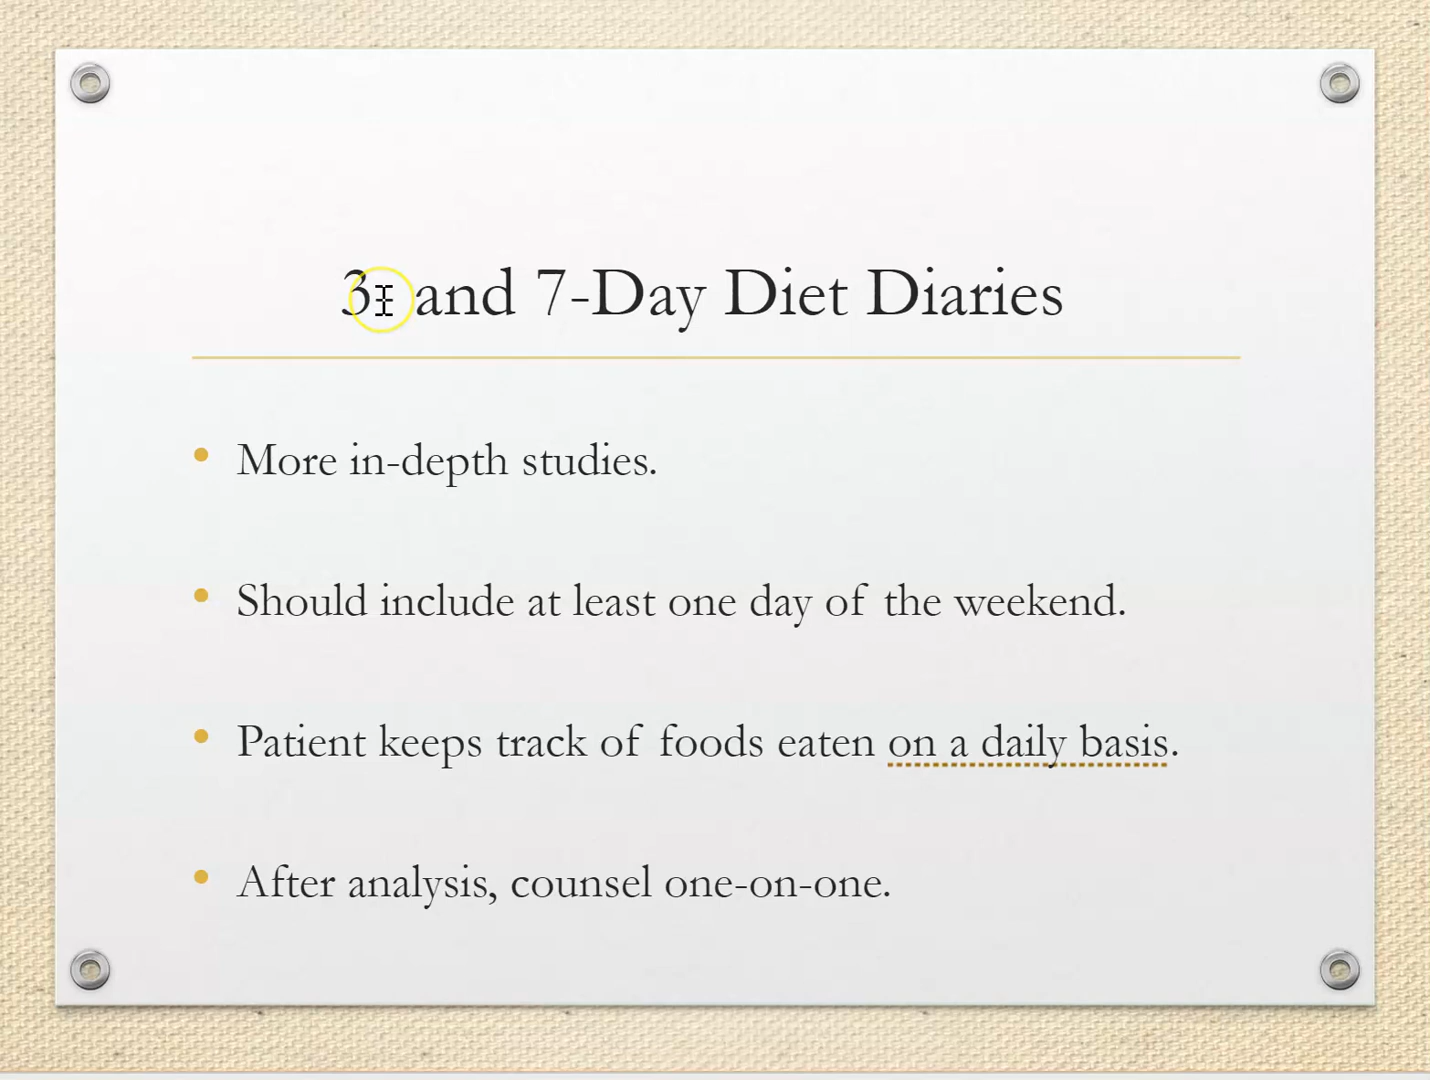 3- and 7-Day Diet Diaries
More in-depth studies.
Should include at least one day of the weekend.
Patient keeps track of foods eaten on a daily basis.
After analysis, counsel one-on-one.